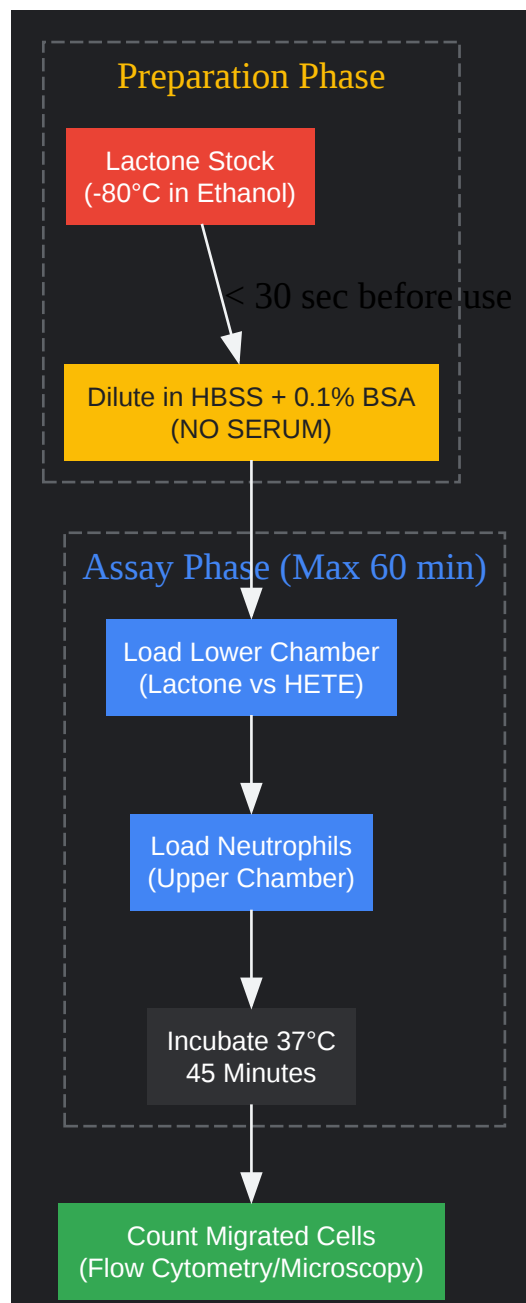 Preparation Phase
Lactone Stock
(-80°C in Ethanol)
< 30 sec before use
Dilute in HBSS + 0.1% BSA
(NO SERUM)
Assay Phase (Max 60 min)
Load Lower Chamber
(Lactone vs HETE)
Load Neutrophils
(Upper Chamber)
Incubate 37°C
45 Minutes
Count Migrated Cells
(Flow Cytometry/Microscopy)